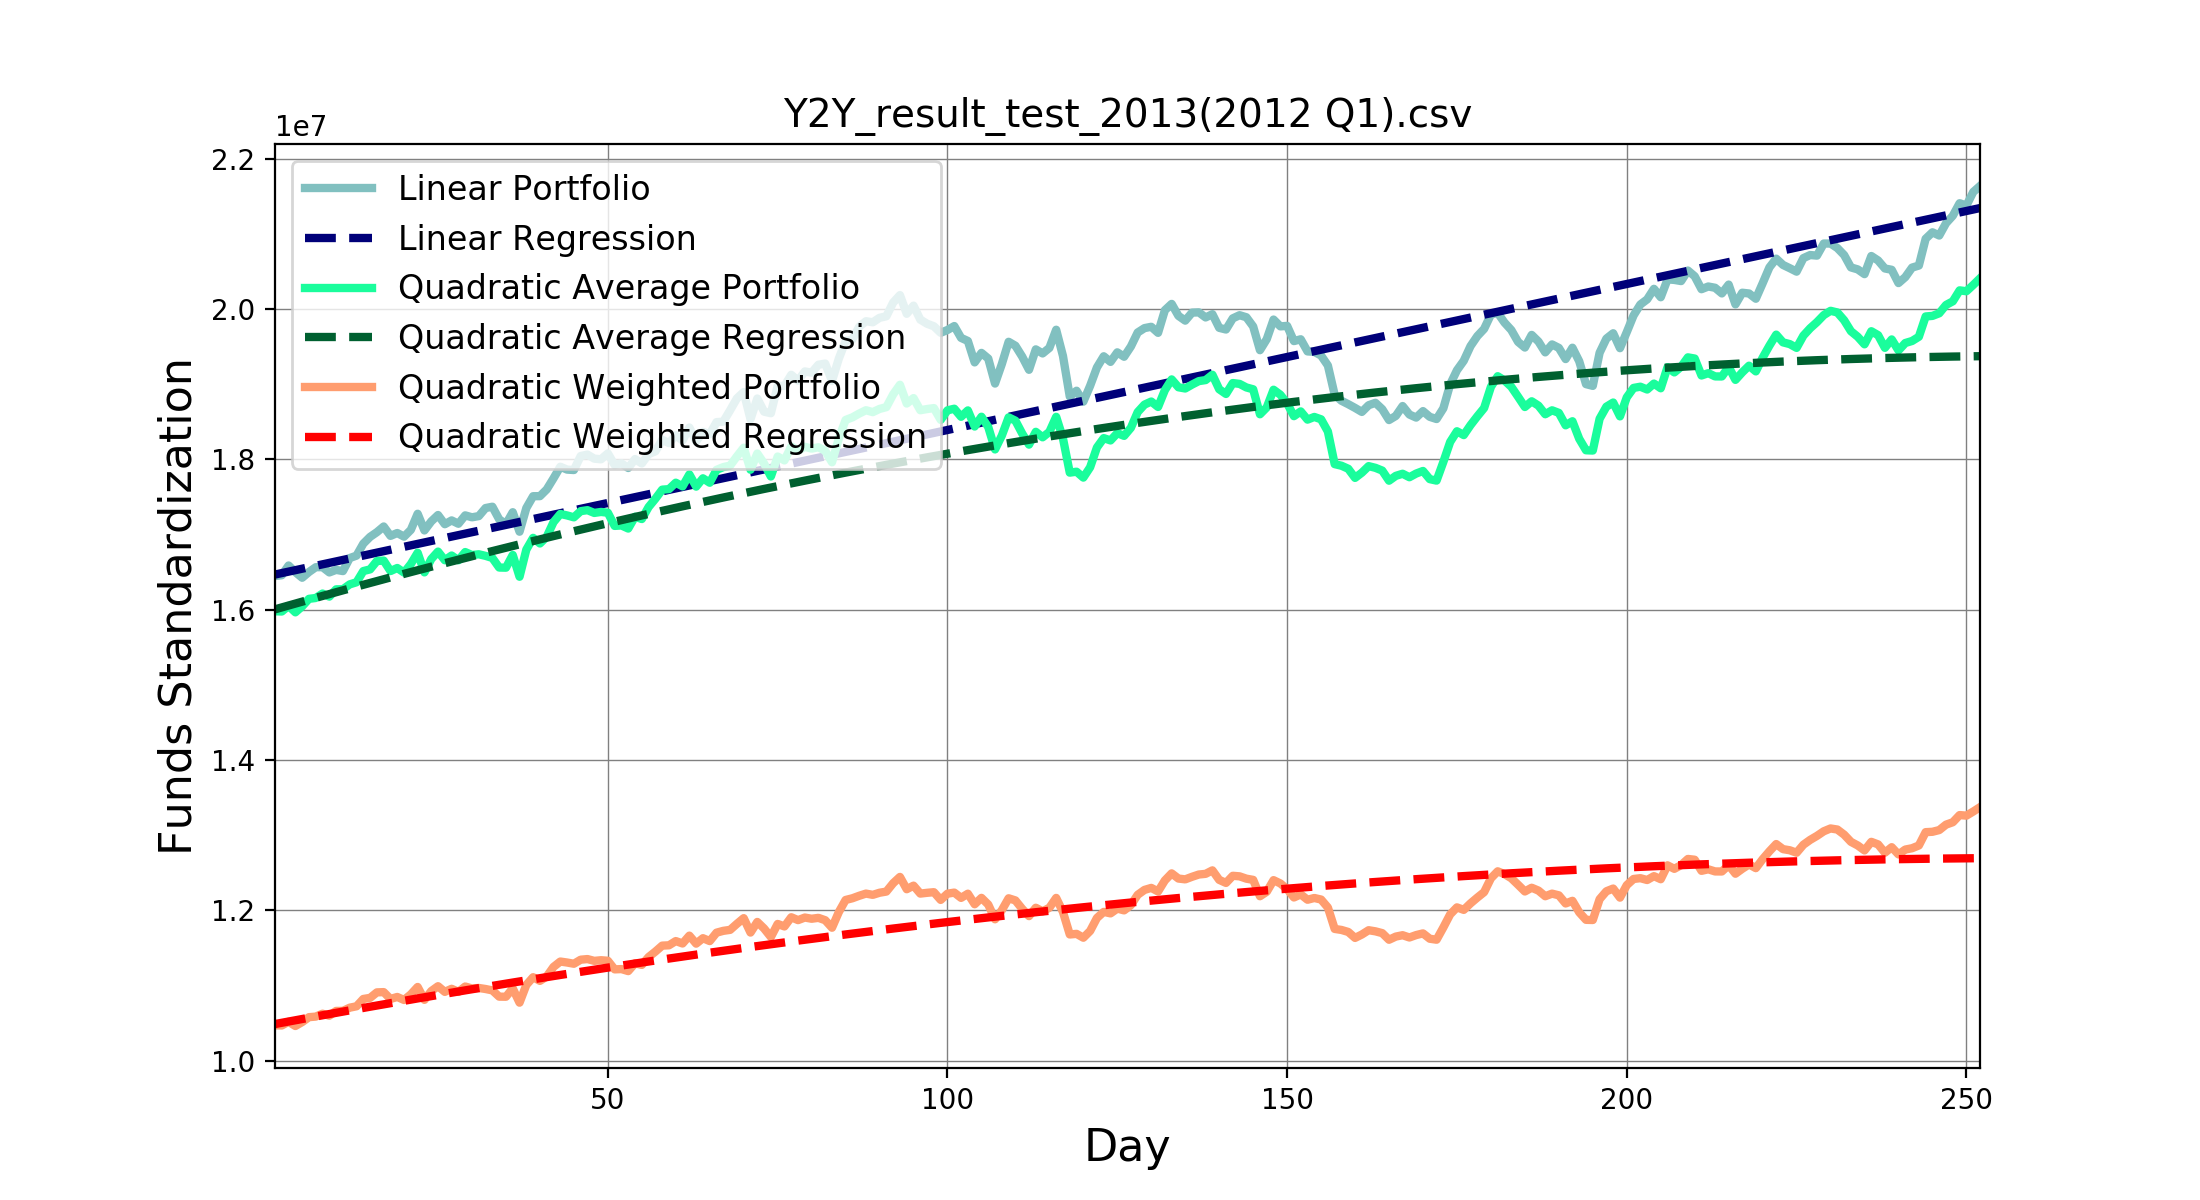 Y2Y_result_test_2013(2012 Q1).csv
1e7
2.2
2.0
1.8
1.6
1.4
1.2
1.0
Funds Standardization
Linear Portfolio
Linear Regression
Quadratic Average Portfolio
Quadratic Average Regression
Quadratic Weighted Portfolio
Quadratic Weighted Regression
50 100 150 200 250
Day